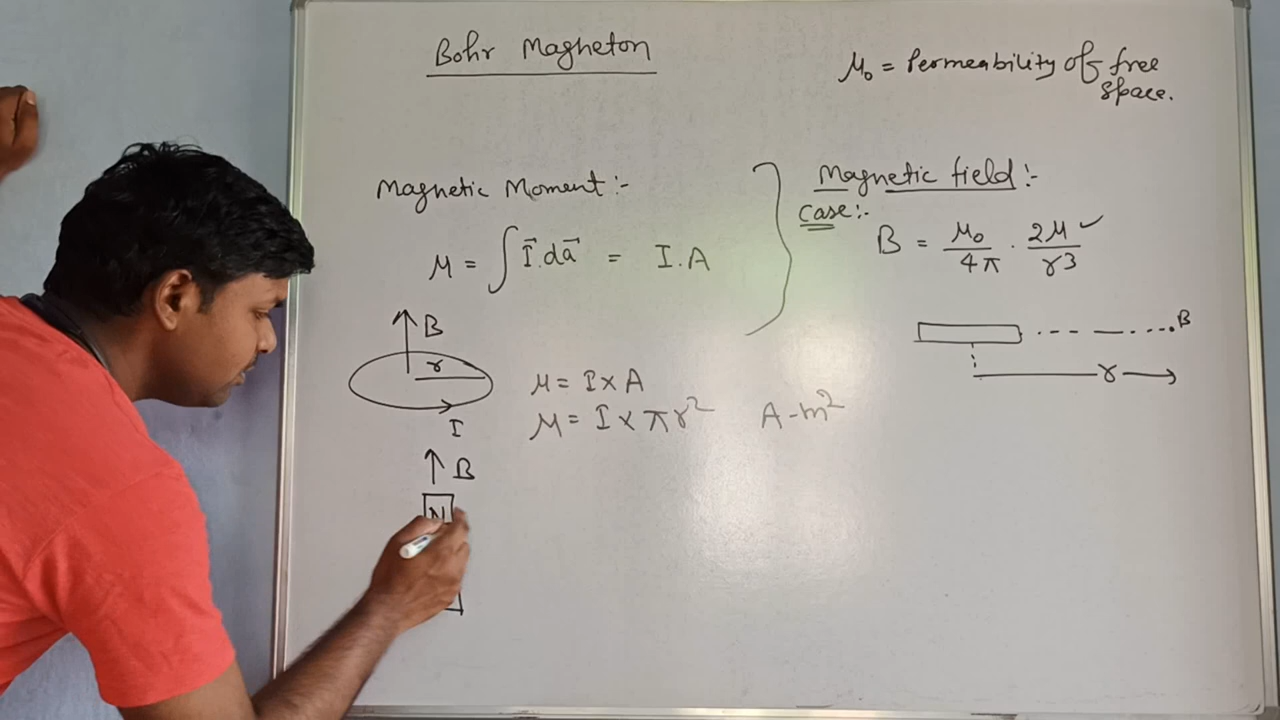 Bohr Magneton
μ₀ = Permeability of free
space.
Magnetic Moment :-
μ = ∫ I⃗.da⃗ = I.A
Magnetic field :-
Case :-
B = μ₀/4π . 2μ/r3 ✓
B
r
I
μ = I × A
μ = I × πr² A-m²
B
N
B
r